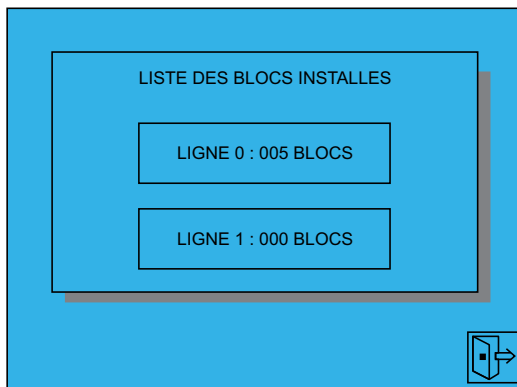 LISTE DES BLOCS INSTALLES
LIGNE 0 : 005 BLOCS
LIGNE 1 : 000 BLOCS